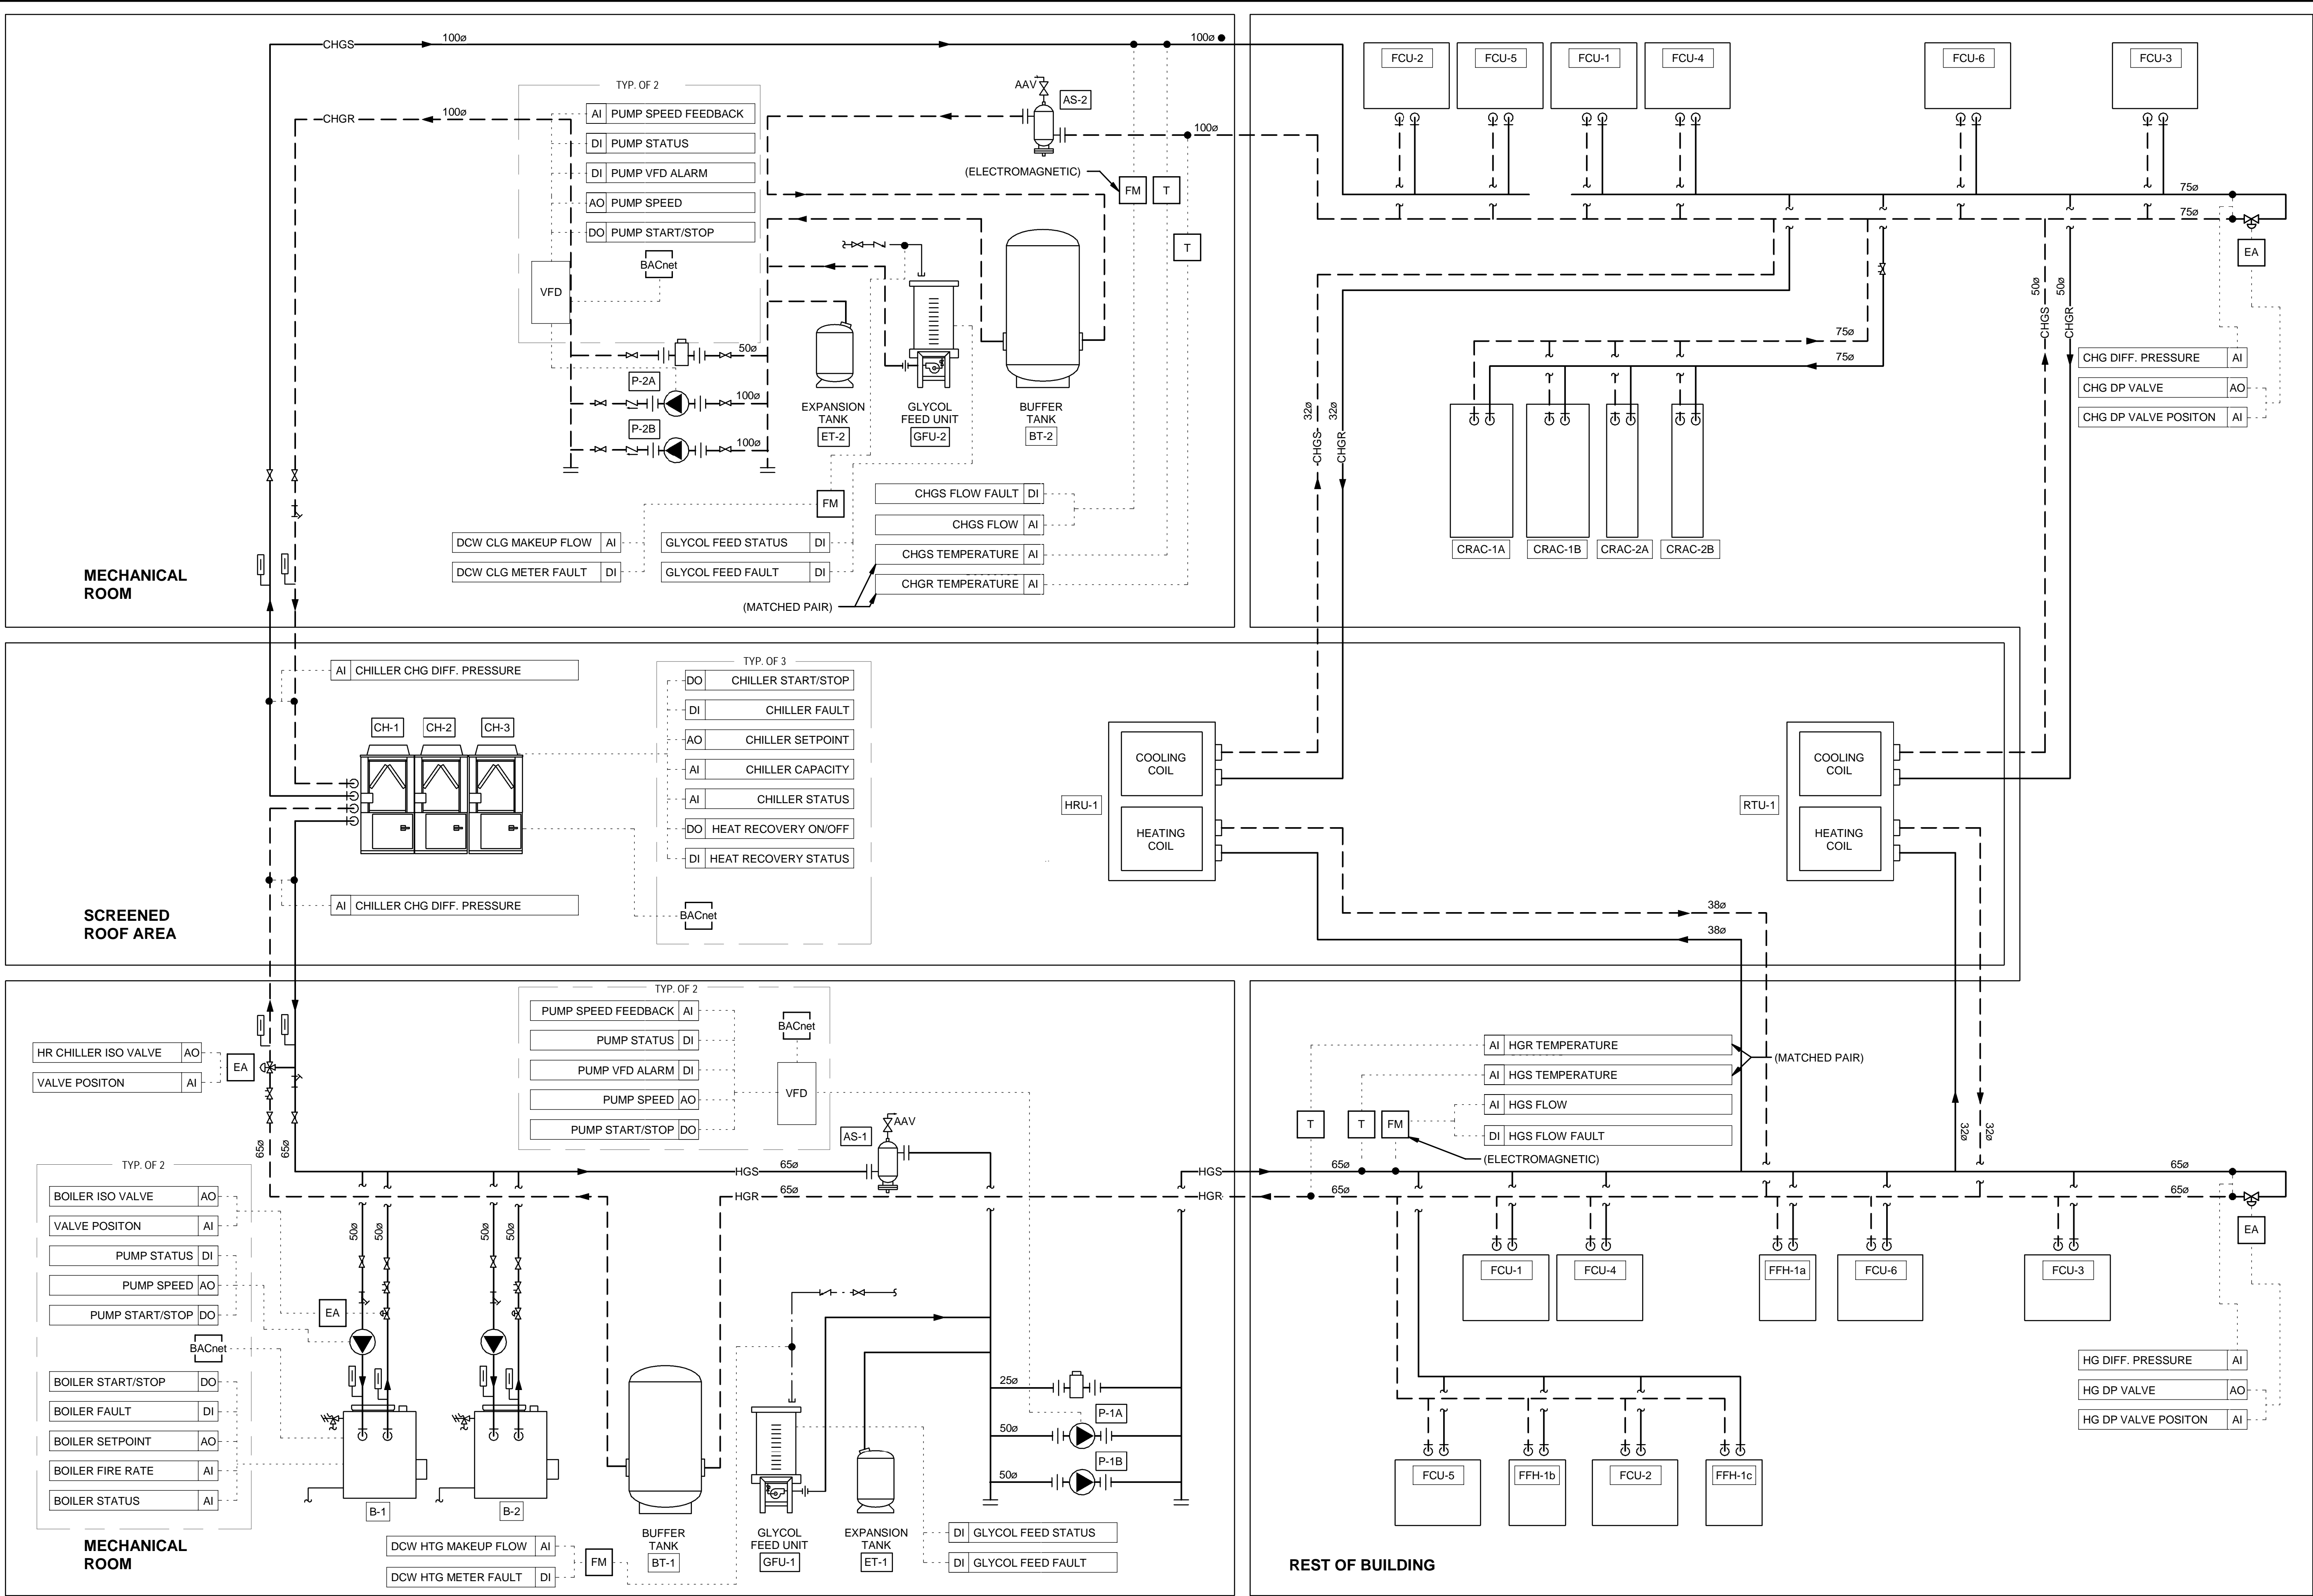 CHGS
100ø
100ø
CHGR
100ø
TYP. OF 2
AI PUMP SPEED FEEDBACK
DI PUMP STATUS
DI PUMP VFD ALARM
AO PUMP SPEED
DO PUMP START/STOP
BACnet
VFD
AAV
AS-2
100ø
(ELECTROMAGNETIC)
FM
T
T
50ø
P-2A
100ø
P-2B
100ø
EXPANSION
TANK
ET-2
GLYCOL
FEED UNIT
GFU-2
BUFFER
TANK
BT-2
FM
CHGS FLOW FAULT DI
CHGS FLOW AI
CHGS TEMPERATURE AI
CHGR TEMPERATURE AI
(MATCHED PAIR)
DCW CLG MAKEUP FLOW AI
DCW CLG METER FAULT DI
GLYCOL FEED STATUS DI
GLYCOL FEED FAULT DI
MECHANICAL
ROOM
FCU-2
FCU-5
FCU-1
FCU-4
FCU-6
FCU-3
75ø
75ø
EA
50ø
50ø
CHGS
CHGR
75ø
75ø
32ø
32ø
CHGS
CHGR
CHG DIFF. PRESSURE AI
CHG DP VALVE AO
CHG DP VALVE POSITON AI
CRAC-1A
CRAC-1B
CRAC-2A
CRAC-2B
AI CHILLER CHG DIFF. PRESSURE
CH-1
CH-2
CH-3
TYP. OF 3
DO CHILLER START/STOP
DI CHILLER FAULT
AO CHILLER SETPOINT
AI CHILLER CAPACITY
AI CHILLER STATUS
DO HEAT RECOVERY ON/OFF
DI HEAT RECOVERY STATUS
BACnet
AI CHILLER CHG DIFF. PRESSURE
SCREENED
ROOF AREA
COOLING
COIL
HEATING
COIL
HRU-1
COOLING
COIL
HEATING
COIL
RTU-1
38ø
38ø
TYP. OF 2
PUMP SPEED FEEDBACK AI
PUMP STATUS DI
PUMP VFD ALARM DI
PUMP SPEED AO
PUMP START/STOP DO
BACnet
VFD
HR CHILLER ISO VALVE AO
VALVE POSITON AI
EA
65ø
65ø
AS-1
AAV
HGS
65ø
HGR
65ø
HGS
HGR
TYP. OF 2
BOILER ISO VALVE AO
VALVE POSITON AI
PUMP STATUS DI
PUMP SPEED AO
PUMP START/STOP DO
BACnet
BOILER START/STOP DO
BOILER FAULT DI
BOILER SETPOINT AO
BOILER FIRE RATE AI
BOILER STATUS AI
EA
50ø
50ø
50ø
50ø
B-1
B-2
BUFFER
TANK
BT-1
GLYCOL
FEED UNIT
GFU-1
EXPANSION
TANK
ET-1
25ø
P-1A
50ø
P-1B
50ø
DI GLYCOL FEED STATUS
DI GLYCOL FEED FAULT
DCW HTG MAKEUP FLOW AI
DCW HTG METER FAULT DI
FM
MECHANICAL
ROOM
AI HGR TEMPERATURE
AI HGS TEMPERATURE
AI HGS FLOW
DI HGS FLOW FAULT
(MATCHED PAIR)
T
T
FM
(ELECTROMAGNETIC)
32ø
32ø
65ø
65ø
65ø
65ø
EA
FCU-1
FCU-4
FFH-1a
FCU-6
FCU-3
HG DIFF. PRESSURE AI
HG DP VALVE AO
HG DP VALVE POSITON AI
FCU-5
FFH-1b
FCU-2
FFH-1c
REST OF BUILDING